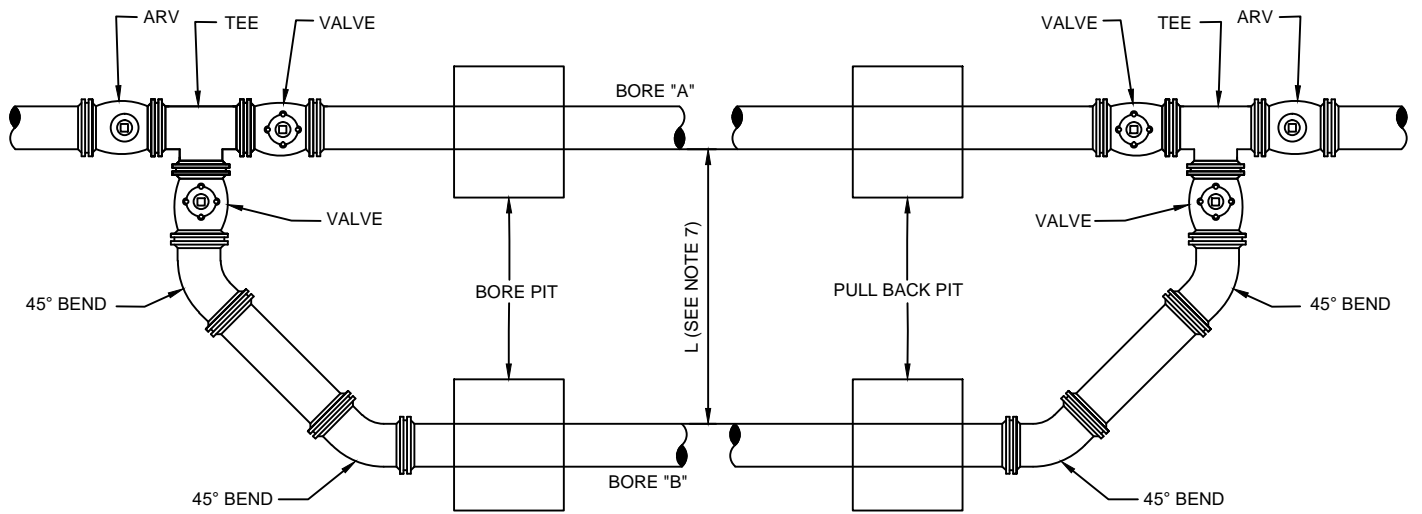 ARV
TEE
VALVE
VALVE
TEE
ARV
BORE "A"
VALVE
VALVE
L (SEE NOTE 7)
BORE PIT
PULL BACK PIT
45° BEND
45° BEND
BORE "B"
45° BEND
45° BEND